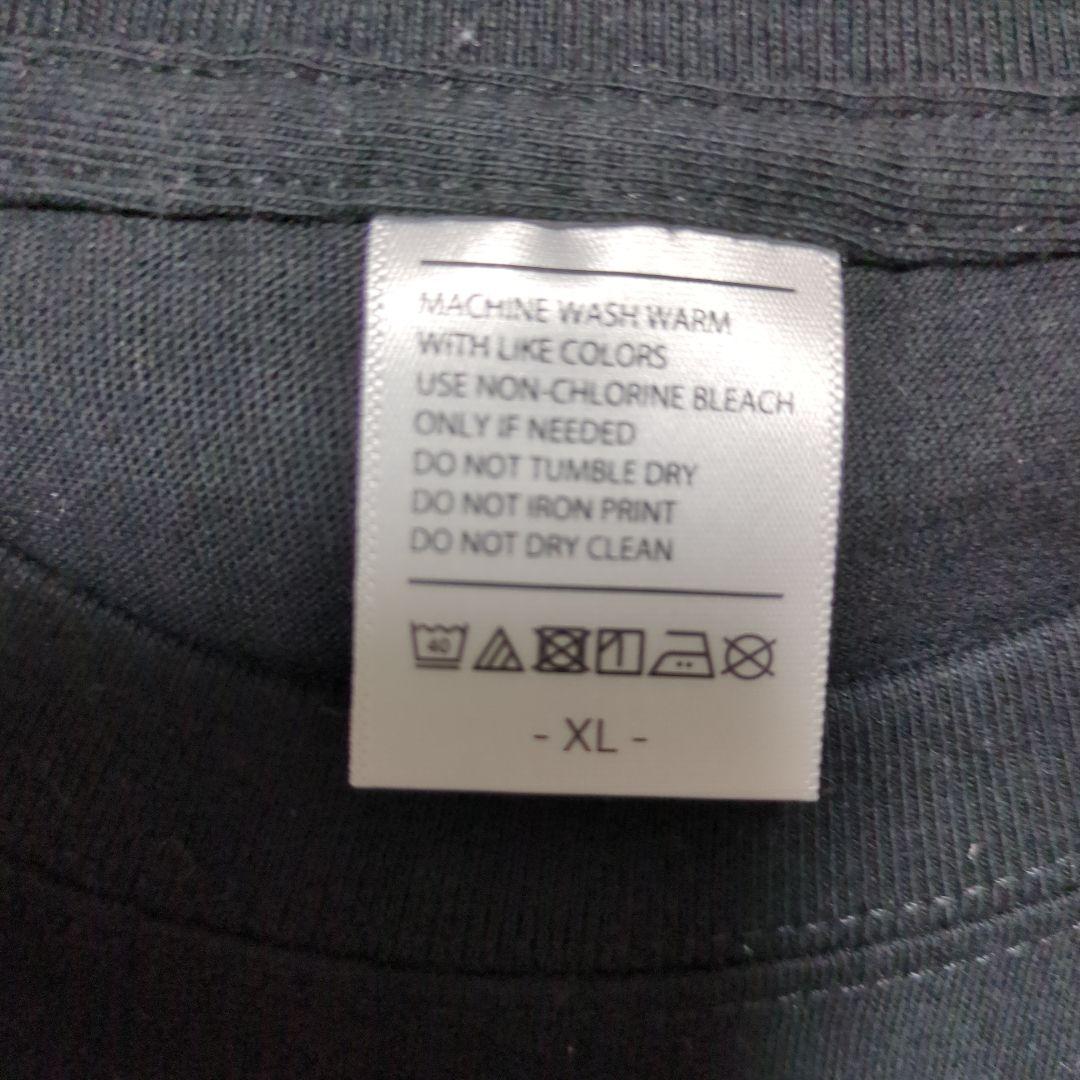 MACHINE WASH WARM
WITH LIKE COLORS
USE NON-CHLORINE BLEACH
ONLY IF NEEDED
DO NOT TUMBLE DRY
DO NOT IRON PRINT
DO NOT DRY CLEAN
40
- XL -